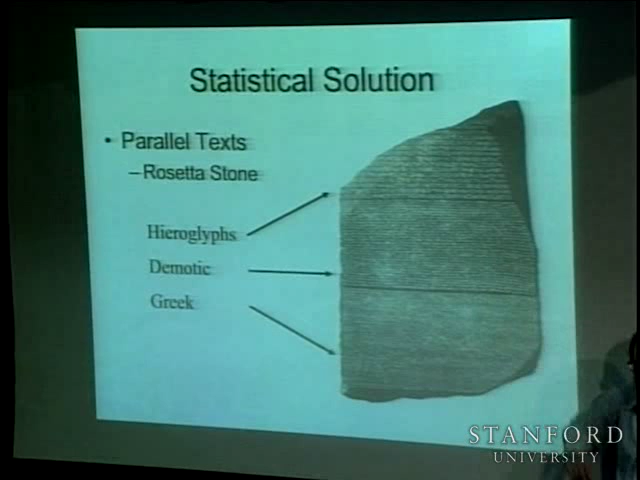 Statistical Solution
• Parallel Texts
–Rosetta Stone
Hieroglyphs
Demotic
Greek
STANFORD
UNIVERSITY